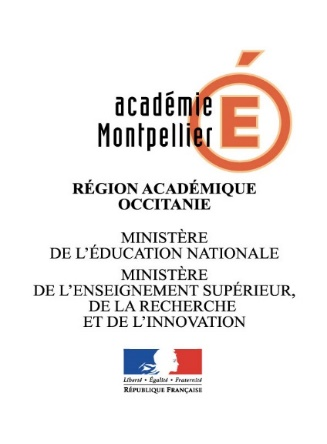 académie
Montpellier
É
RÉGION ACADÉMIQUE
OCCITANIE
MINISTÈRE
DE L'ÉDUCATION NATIONALE
MINISTÈRE
DE L'ENSEIGNEMENT SUPÉRIEUR,
DE LA RECHERCHE
ET DE L'INNOVATION
Liberté • Égalité • Fraternité
RÉPUBLIQUE FRANÇAISE